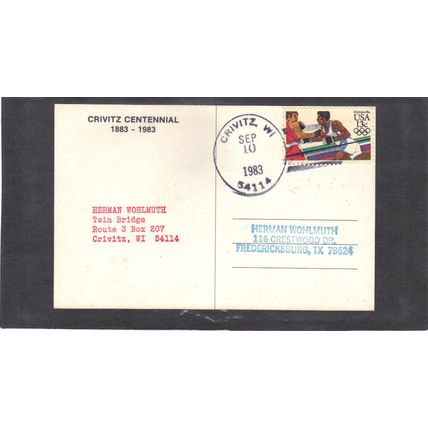 CRIVITZ CENTENNIAL
1883 - 1983
CRIVITZ, WI
SEP
10
1983
54114
USA
13c
HERMAN WOHLMUTH
Twin Bridge
Route 3 Box 207
Crivitz, WI 54114
HERMAN WOHLMUTH
116 CRESTWOOD DR.
FREDERICKSBURG, TX 78624